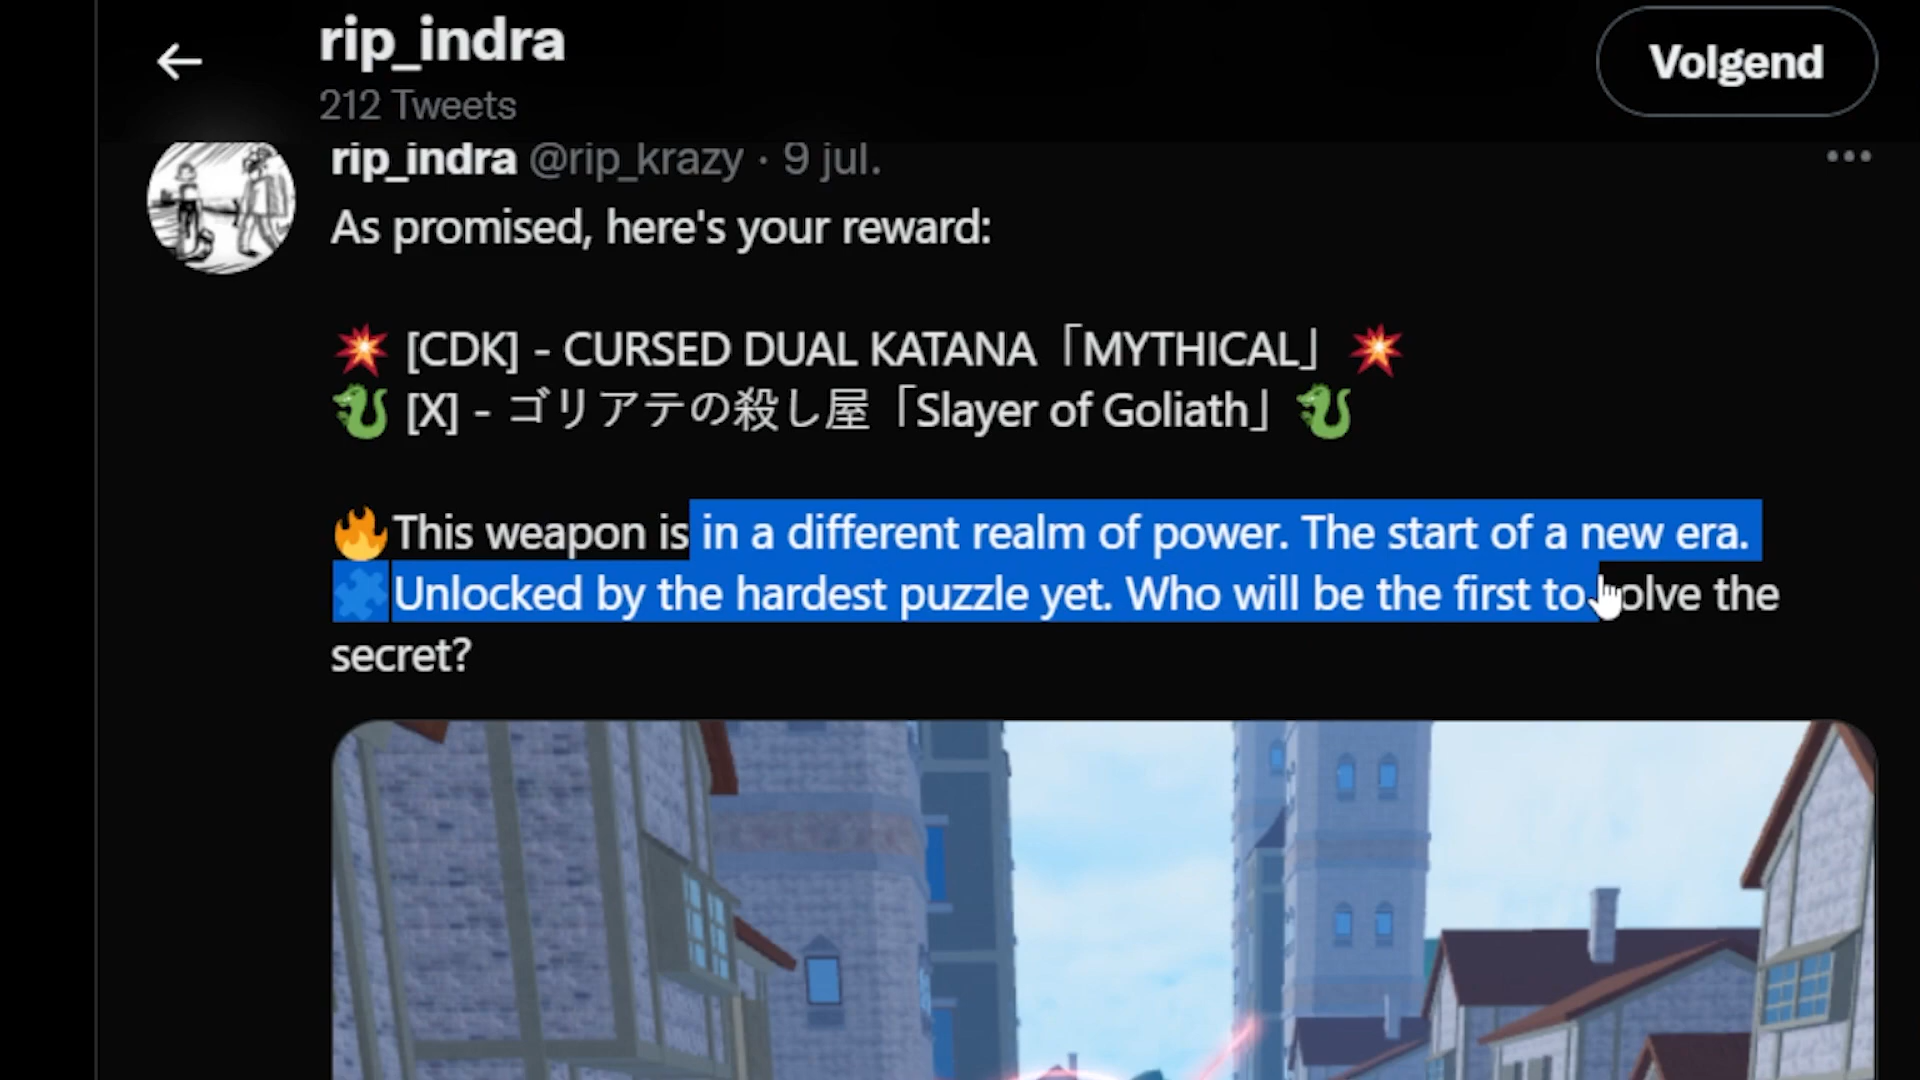 rip_indra
212 Tweets
Volgend
rip_indra @rip_krazy · 9 jul.
As promised, here's your reward:
💥 [CDK] - CURSED DUAL KATANA「MYTHICAL」💥
🐉 [X] - ゴリアテの殺し屋「Slayer of Goliath」🐉
🔥This weapon is in a different realm of power. The start of a new era.
🧩Unlocked by the hardest puzzle yet. Who will be the first to solve the
secret?